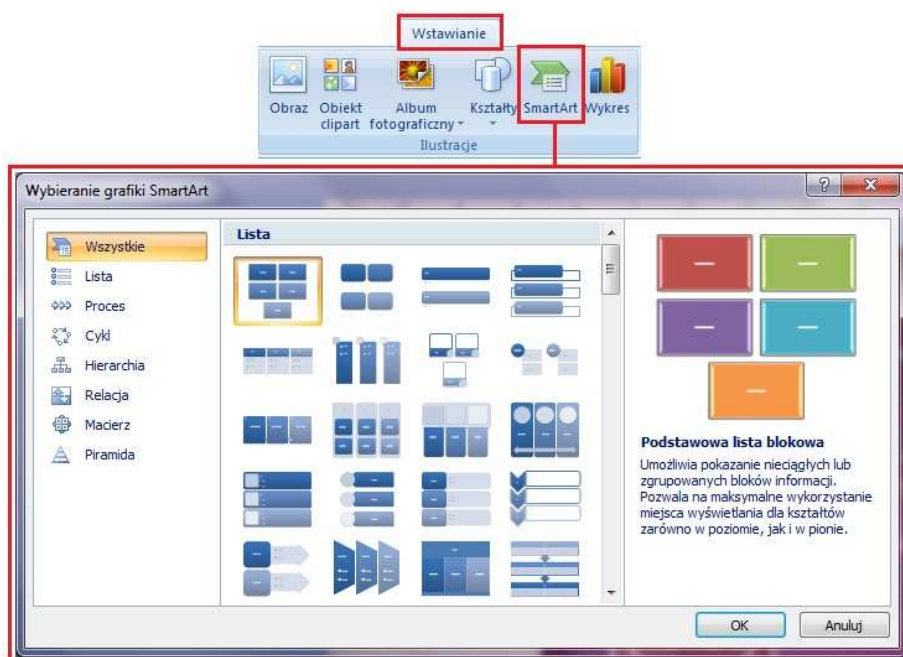 Wstawianie
Obraz Obiekt clipart Album fotograficzny Kształty SmartArt Wykres
Ilustracje
Wybieranie grafiki SmartArt
Wszystkie
Lista
Proces
Cykl
Hierarchia
Relacja
Macierz
Piramida
Lista
Podstawowa lista blokowa
Umożliwia pokazanie nieciągłych lub
zgrupowanych bloków informacji.
Pozwala na maksymalne wykorzystanie
miejsca wyświetlania dla kształtów
zarówno w poziomie, jak i w pionie.
OK Anuluj